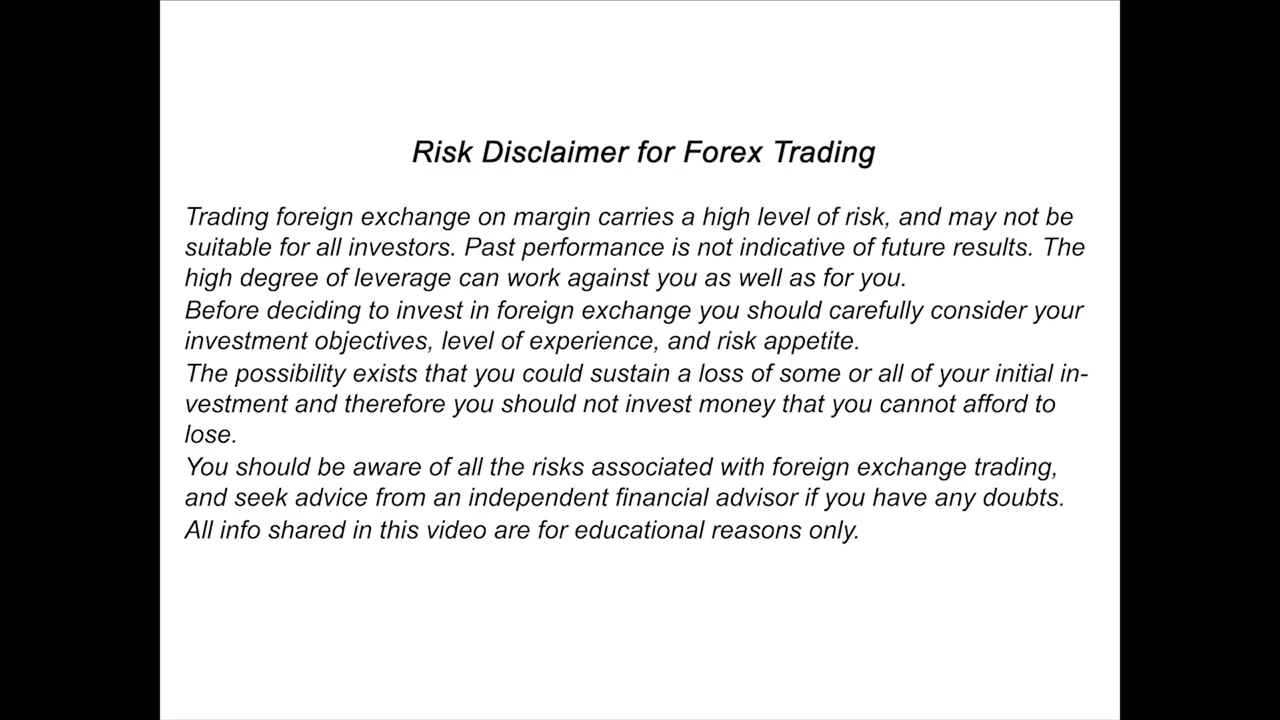 Risk Disclaimer for Forex Trading
Trading foreign exchange on margin carries a high level of risk, and may not be
suitable for all investors. Past performance is not indicative of future results. The
high degree of leverage can work against you as well as for you.
Before deciding to invest in foreign exchange you should carefully consider your
investment objectives, level of experience, and risk appetite.
The possibility exists that you could sustain a loss of some or all of your initial in-
vestment and therefore you should not invest money that you cannot afford to
lose.
You should be aware of all the risks associated with foreign exchange trading,
and seek advice from an independent financial advisor if you have any doubts.
All info shared in this video are for educational reasons only.